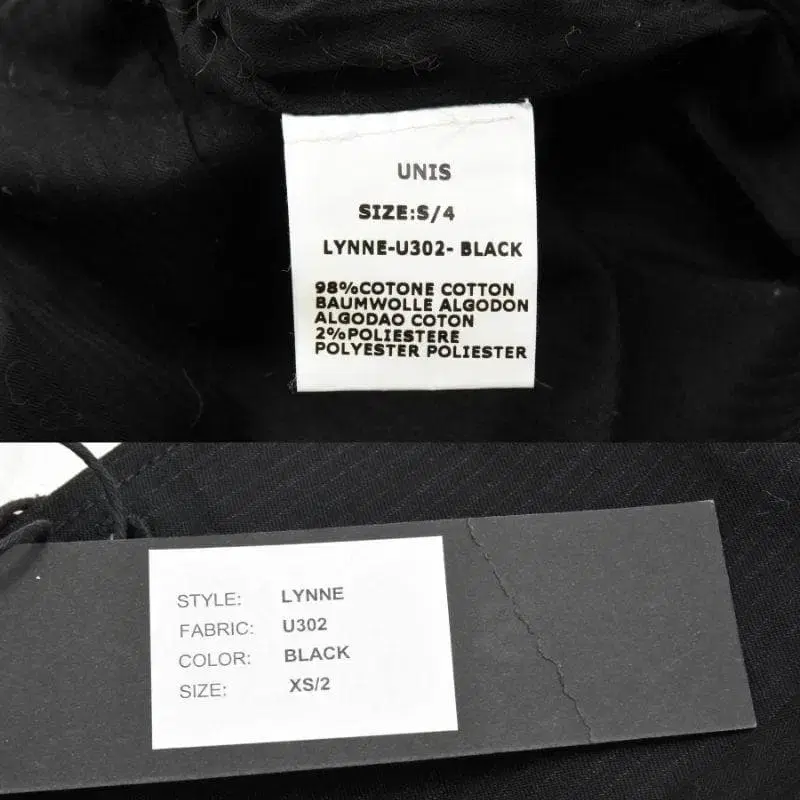 UNIS
SIZE:S/4
LYNNE-U302- BLACK
98%COTONE COTTON
BAUMWOLLE ALGODON
ALGODAO COTON
2%POLIESTERE
POLYESTER POLIESTER
STYLE: LYNNE
FABRIC: U302
COLOR: BLACK
SIZE: XS/2